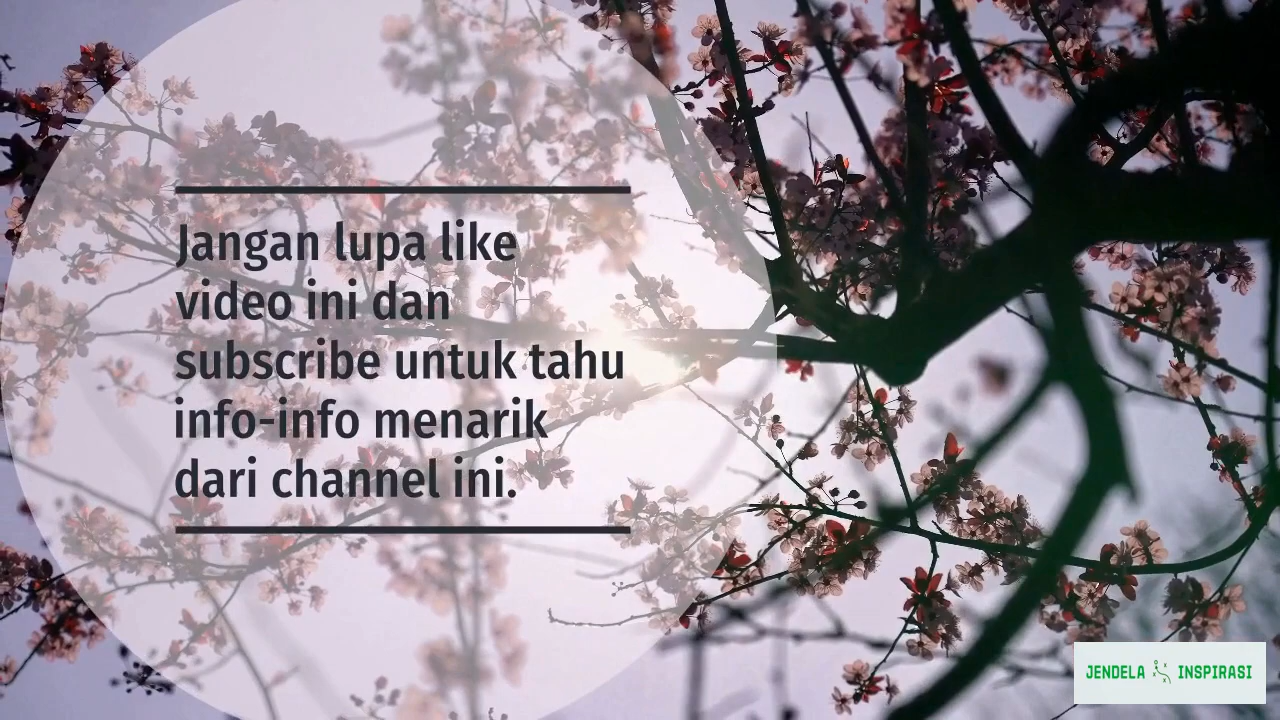 Jangan lupa like
video ini dan
subscribe untuk tahu
info-info menarik
dari channel ini.
JENDELA INSPIRASI